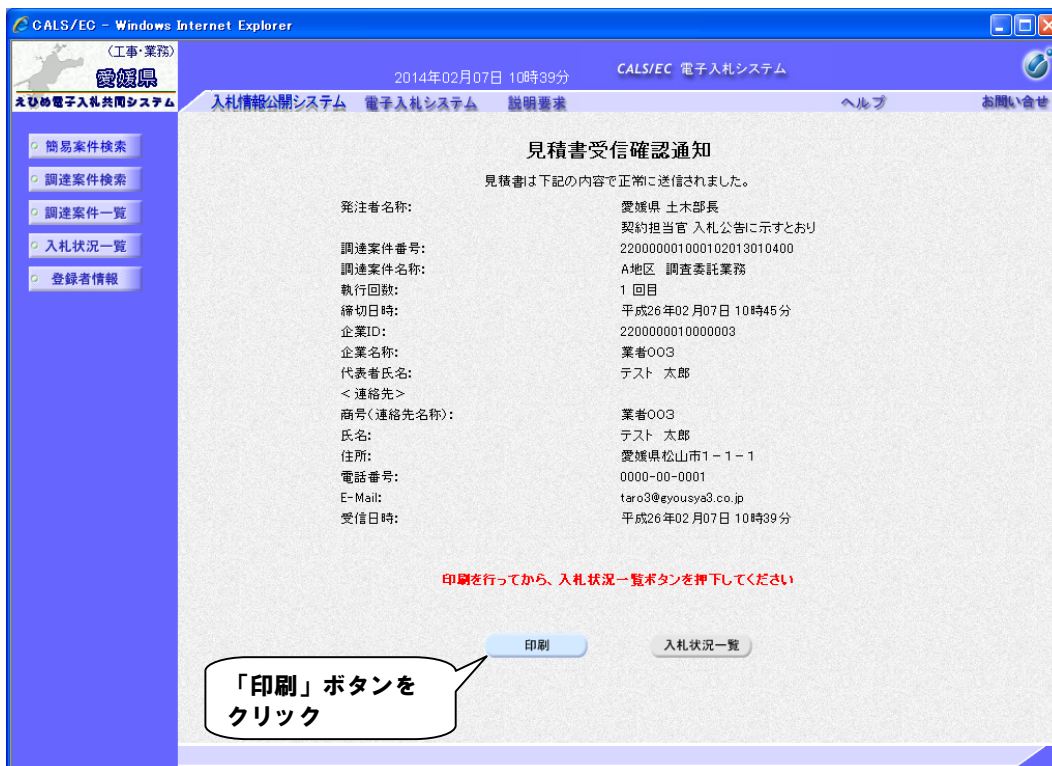 CALS/EC - Windows Internet Explorer
(工事・業務)
愛媛県
えひめ電子入札共同システム
2014年02月07日 10時39分
CALS/EC 電子入札システム
入札情報公開システム 電子入札システム 説明要求 ヘルプ お問い合せ
簡易案件検索
調達案件検索
調達案件一覧
入札状況一覧
登録者情報
見積書受信確認通知
見積書は下記の内容で正常に送信されました。
発注者名称: 愛媛県 土木部長
契約担当官 入札公告に示すとおり
調達案件番号: 220000001000102013010400
調達案件名称: A地区 調査委託業務
執行回数: 1 回目
締切日時: 平成26年02月07日 10時45分
企業ID: 2200000010000003
企業名称: 業者003
代表者氏名: テスト 太郎
<連絡先>
商号(連絡先名称): 業者003
氏名: テスト 太郎
住所: 愛媛県松山市1-1-1
電話番号: 0000-00-0001
E-Mail: taro3@gyousya3.co.jp
受信日時: 平成26年02月07日 10時39分
印刷を行ってから、入札状況一覧ボタンを押下してください
印刷 入札状況一覧
「印刷」ボタンを
クリック